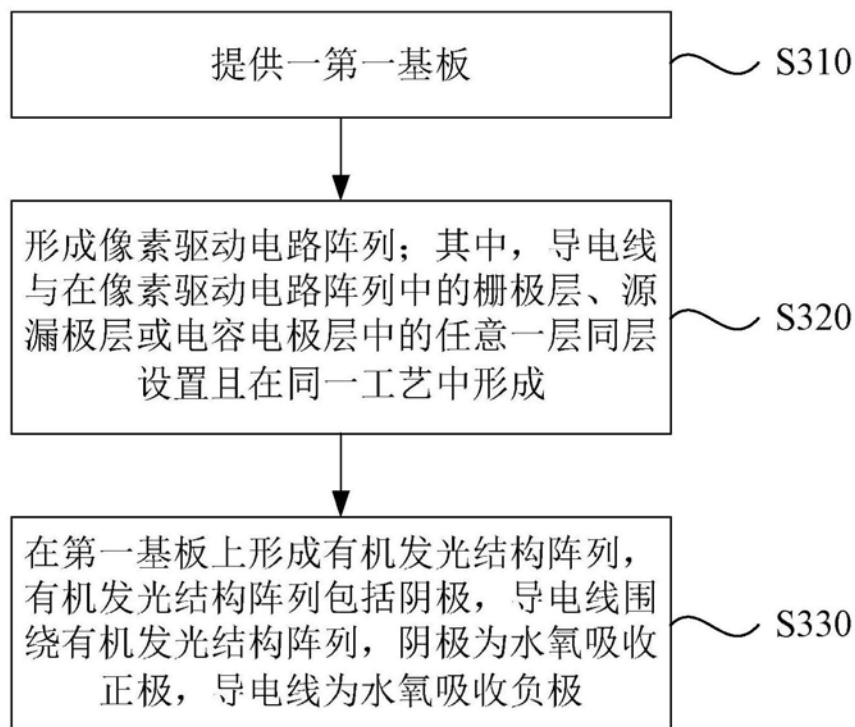 提供一第一基板
S310
形成像素驱动电路阵列；其中，导电线
与在像素驱动电路阵列中的栅极层、源
漏极层或电容电极层中的任意一层同层
设置且在同一工艺中形成
S320
在第一基板上形成有机发光结构阵列，
有机发光结构阵列包括阴极，导电线围
绕有机发光结构阵列，阴极为水氧吸收
正极，导电线为水氧吸收负极
S330